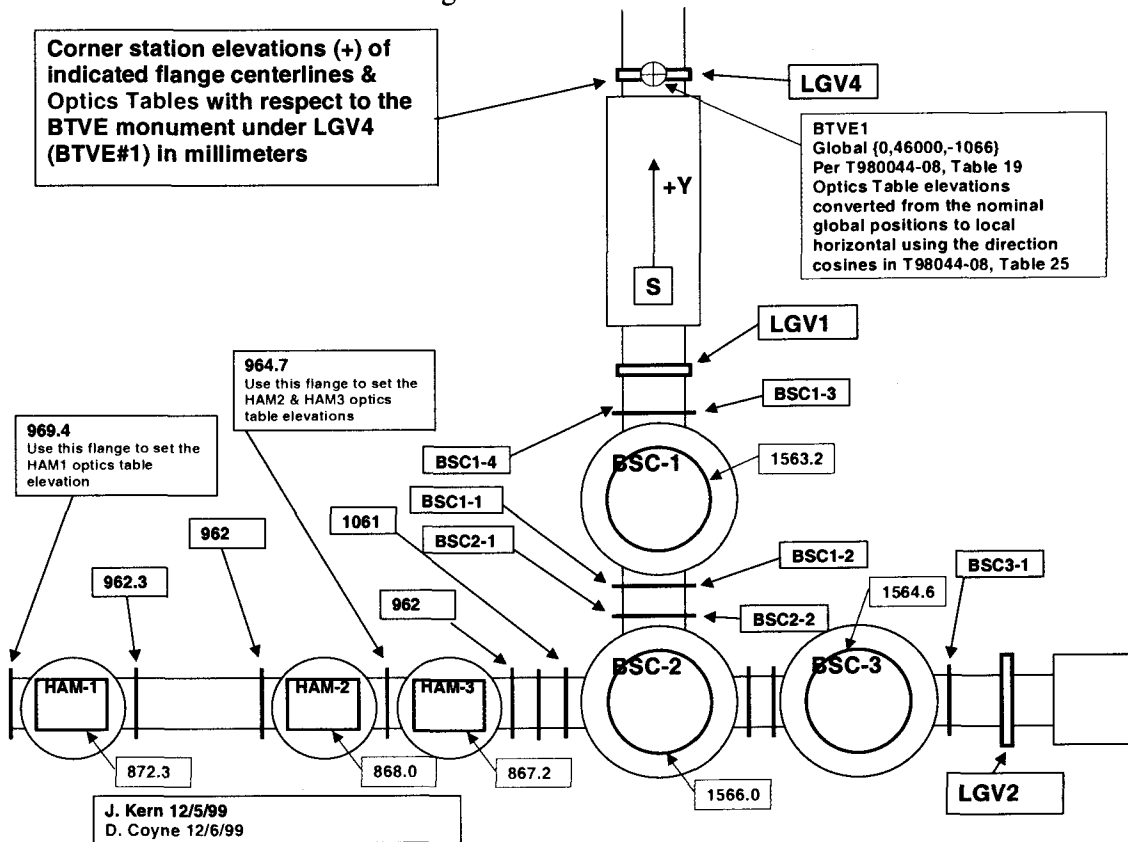 Corner station elevations (+) of
indicated flange centerlines &
Optics Tables with respect to the
BTVE monument under LGV4
(BTVE#1) in millimeters
LGV4
BTVE1
Global {0,46000,-1066}
Per T980044-08, Table 19
Optics Table elevations
converted from the nominal
global positions to local
horizontal using the direction
cosines in T98044-08, Table 25
+Y
S
LGV1
964.7
Use this flange to set the
HAM2 & HAM3 optics
table elevations
BSC1-3
969.4
Use this flange to set the
HAM1 optics table
elevation
BSC1-4
BSC-1
1563.2
BSC1-1
1061
962
BSC2-1
BSC1-2
BSC3-1
962.3
1564.6
962
BSC2-2
HAM-1
HAM-2
HAM-3
BSC-2
BSC-3
872.3
868.0
867.2
1566.0
LGV2
J. Kern 12/5/99
D. Coyne 12/6/99